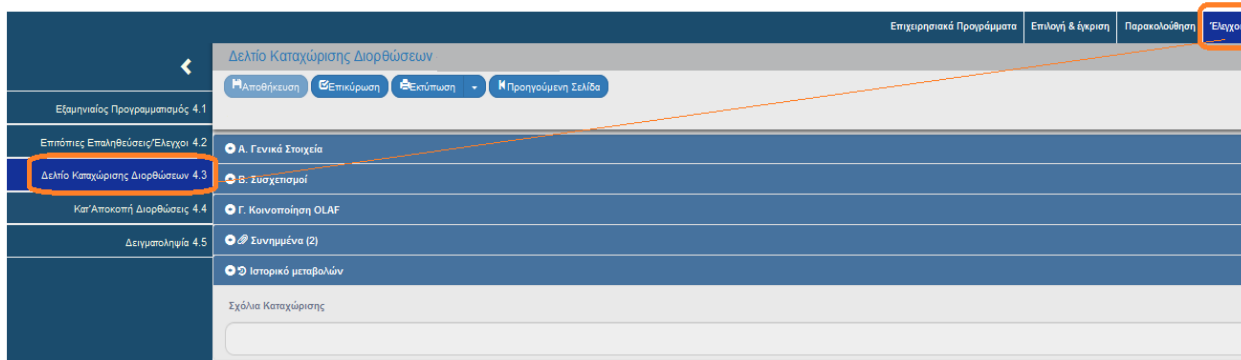 Επιχειρησιακά Προγράμματα Επιλογή & έγκριση Παρακολούθηση Έλεγχοι
Δελτίο Καταχώρισης Διορθώσεων
Αποθήκευση Επικύρωση Εκτύπωση Προηγούμενη Σελίδα
Εξαμηνιαίος Προγραμματισμός 4.1
Επιτόπιες Επαληθεύσεις/Έλεγχοι 4.2
Δελτίο Καταχώρισης Διορθώσεων 4.3
Κατ'Αποκοπή Διορθώσεις 4.4
Δειγματοληψία 4.5
Α. Γενικά Στοιχεία
Β. Συσχετισμοί
Γ. Κοινοποίηση OLAF
Συνημμένα (2)
Ιστορικό μεταβολών
Σχόλια Καταχώρισης